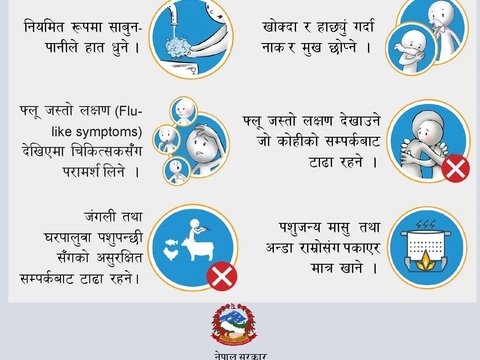 नियमित रूपमा साबुन-
पानीले हात धुने ।
खोक्दा र हाछ्युं गर्दा
नाक र मुख छोप्ने ।
फ्लू जस्तो लक्षण (Flu-
like symptoms)
देखिएमा चिकित्सकसँग
परामर्श लिने ।
फ्लू जस्तो लक्षण देखाउने
जो कोहीको सम्पर्कबाट
टाढा रहने ।
जंगली तथा
घरपालुवा पशुपन्छी
सँगको असुरक्षित
सम्पर्कबाट टाढा रहने।
पशुजन्य मासु तथा
अन्डा राम्रोसंग पकाएर
मात्र खाने ।
नेपाल सरकार